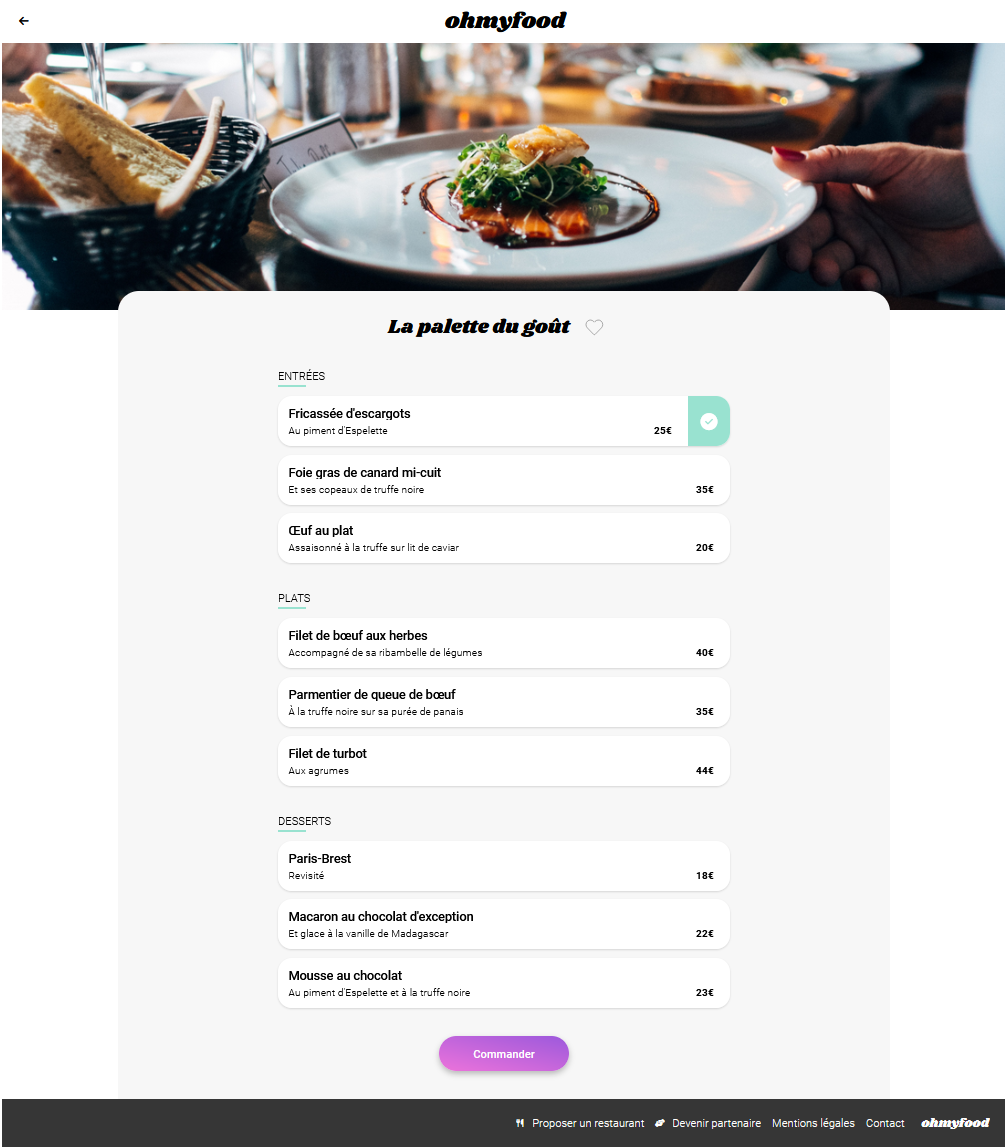 ohmyfood
La palette du goût
ENTRÉES
Fricassée d'escargots
Au piment d'Espelette
25€
Foie gras de canard mi-cuit
Et ses copeaux de truffe noire
35€
Œuf au plat
Assaisonné à la truffe sur lit de caviar
20€
PLATS
Filet de bœuf aux herbes
Accompagné de sa ribambelle de légumes
40€
Parmentier de queue de bœuf
À la truffe noire sur sa purée de panais
35€
Filet de turbot
Aux agrumes
44€
DESSERTS
Paris-Brest
Revisité
18€
Macaron au chocolat d'exception
Et glace à la vanille de Madagascar
22€
Mousse au chocolat
Au piment d'Espelette et à la truffe noire
23€
Commander
Proposer un restaurant Devenir partenaire Mentions légales Contact ohmyfood